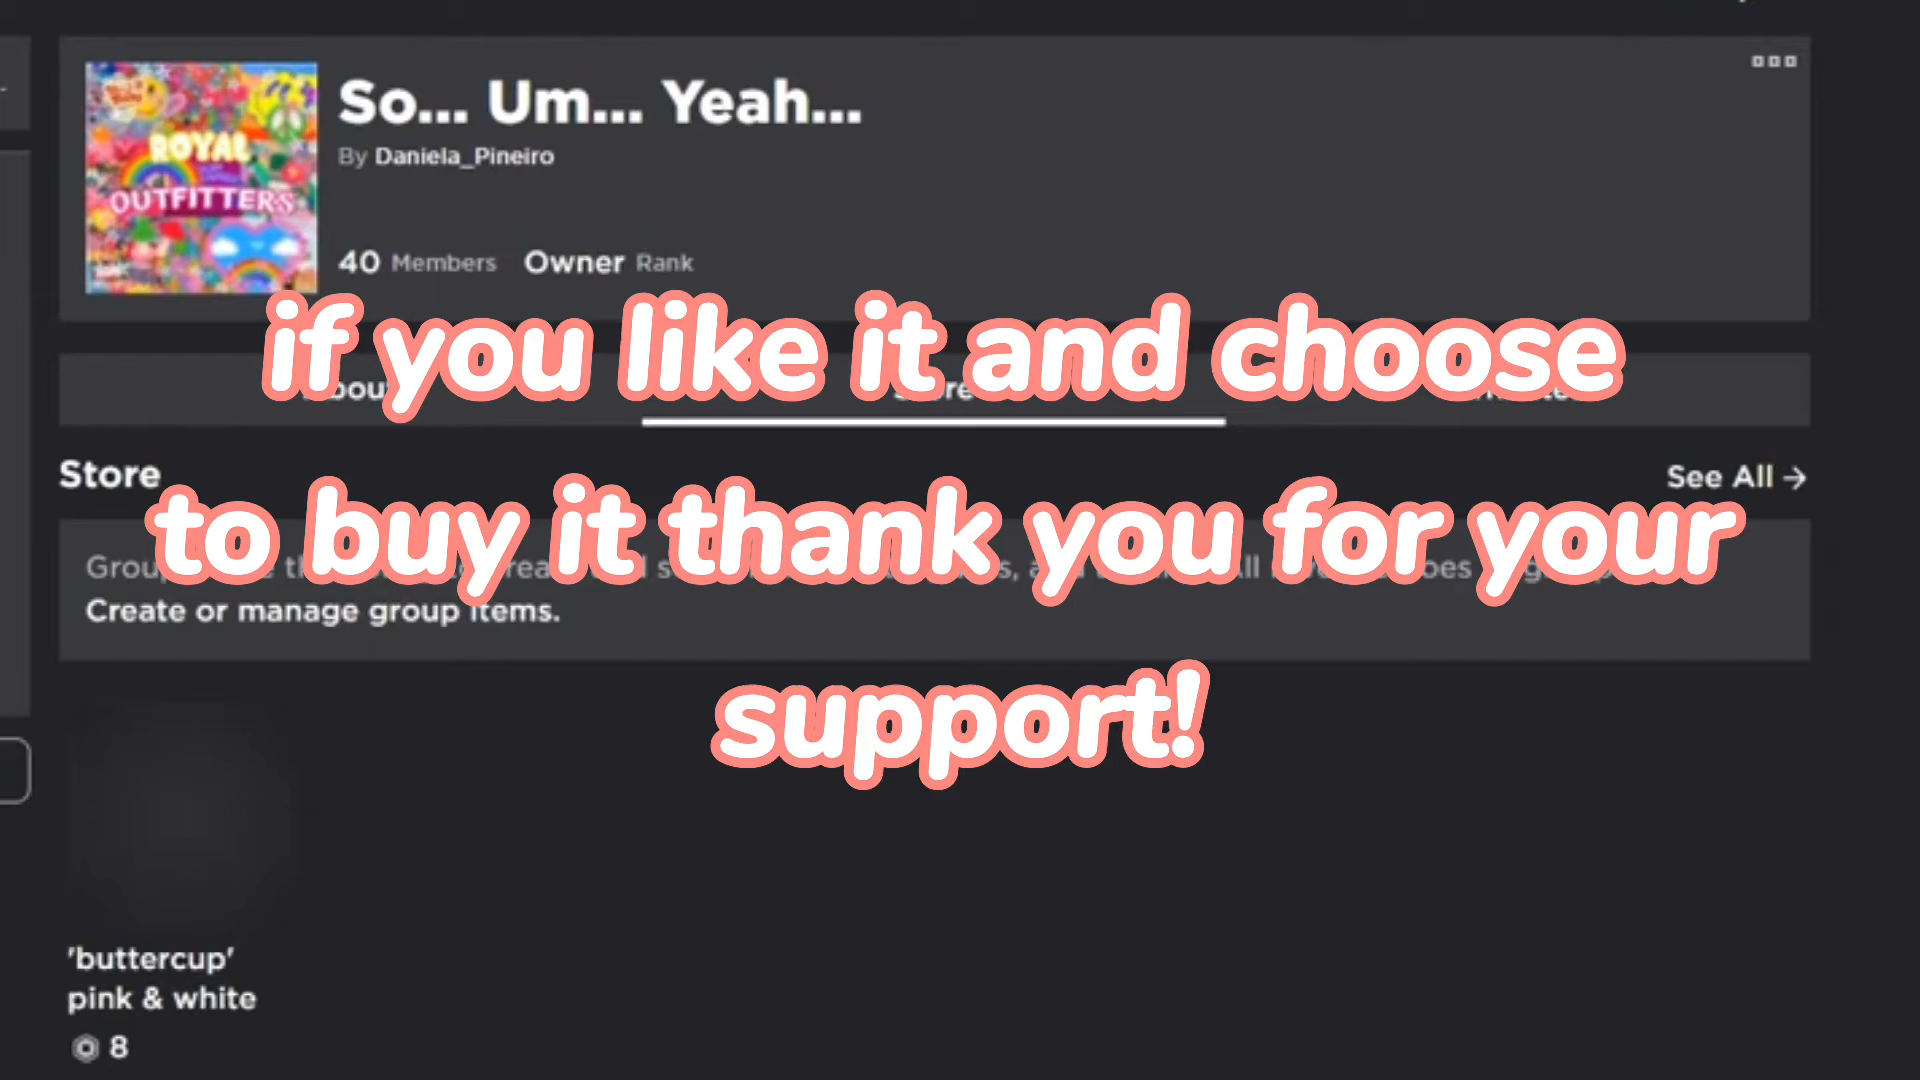 So... Um... Yeah...
By Daniela_Pineiro
ROYAL
OUTFITTERS
40 Members Owner Rank
if you like it and choose
Store
See All →
to buy it thank you for your
Create or manage group items.
support!
'buttercup'
pink & white
8